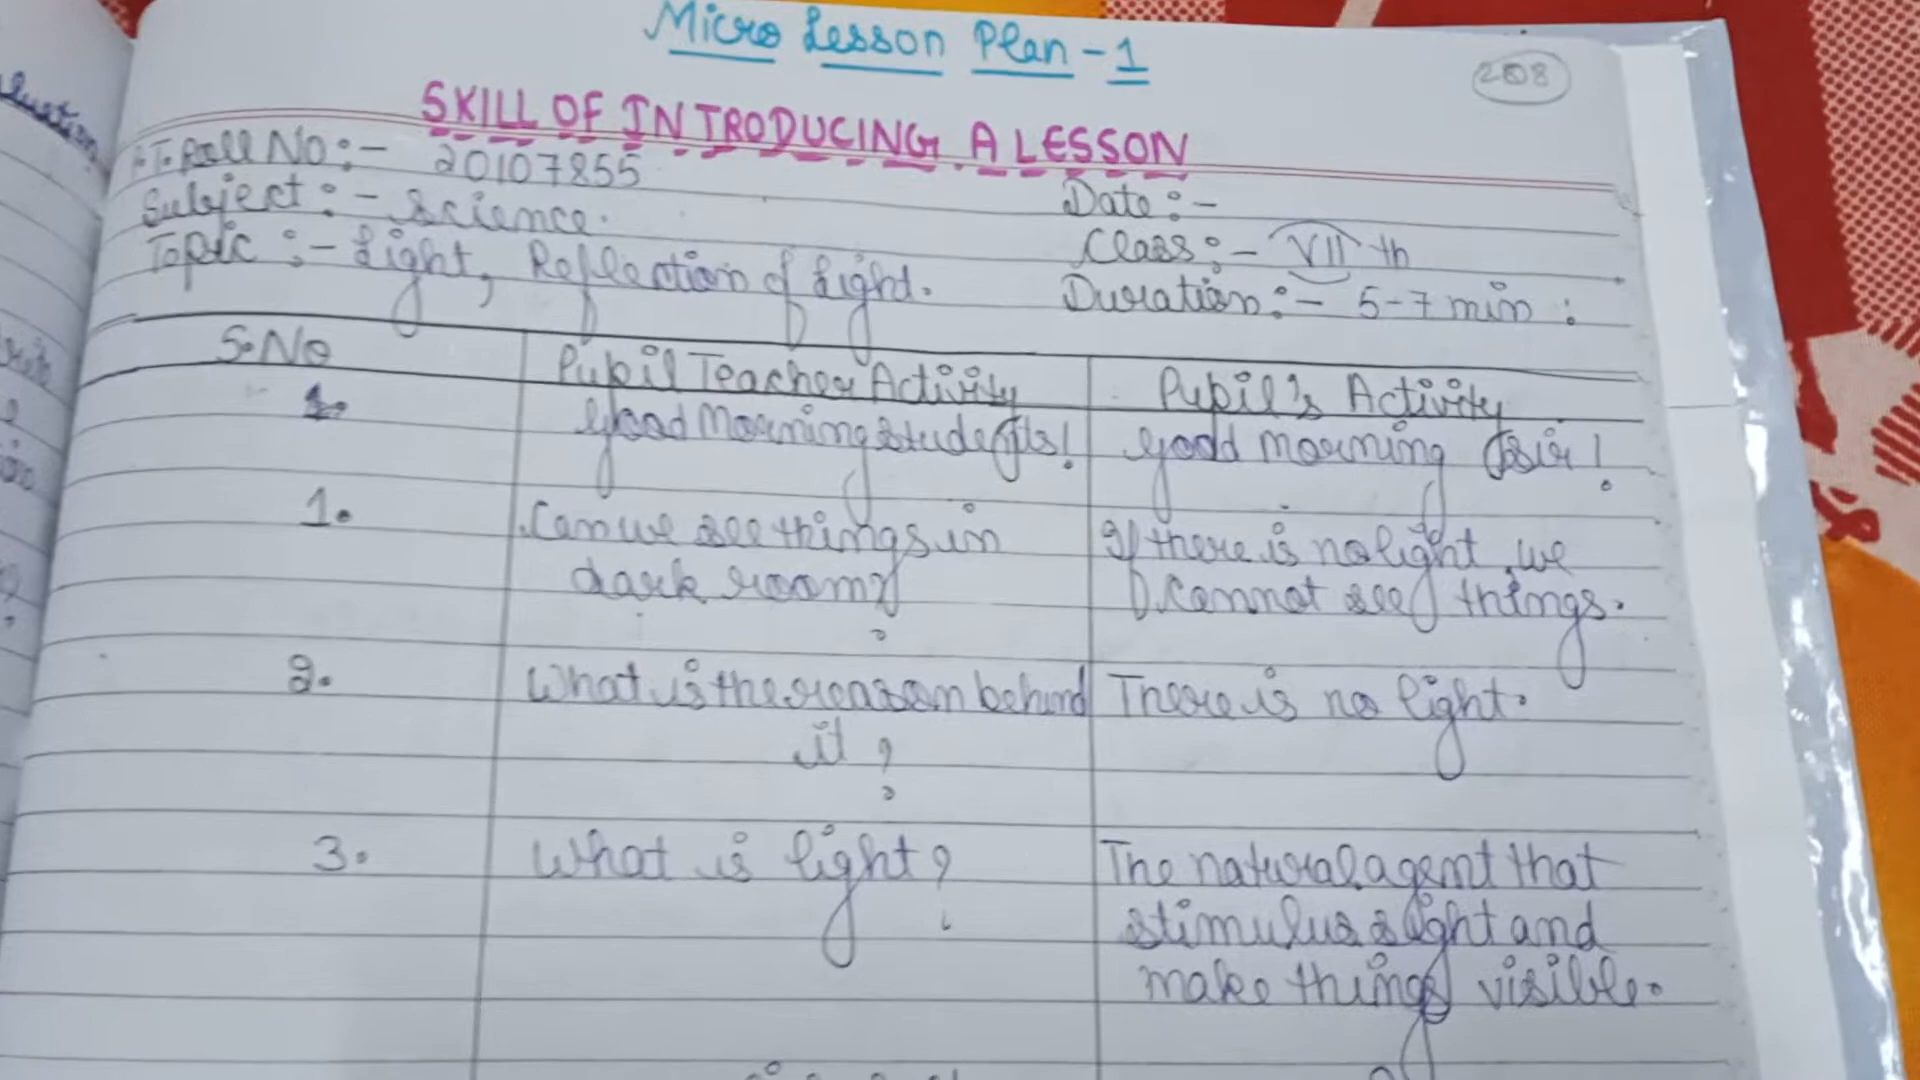 Micro Lesson Plan - 1
208
SKILL OF INTRODUCING A LESSON
P.T. Roll No :- 20107855
Date :-
Subject :- Science.
Class :- VII th
Topic :- Light, Reflection of Light.
Duration :- 5-7 min :
S.No
Pupil Teacher Activity
Pupil's Activity
Good Morning students!
Good morning sir!
1.
Can we see things in
dark room?
If there is no light, we
cannot see things.
2.
What is the reason behind
it ?
There is no light.
3.
What is light?
The natural agent that
stimulus sight and
make things visible.